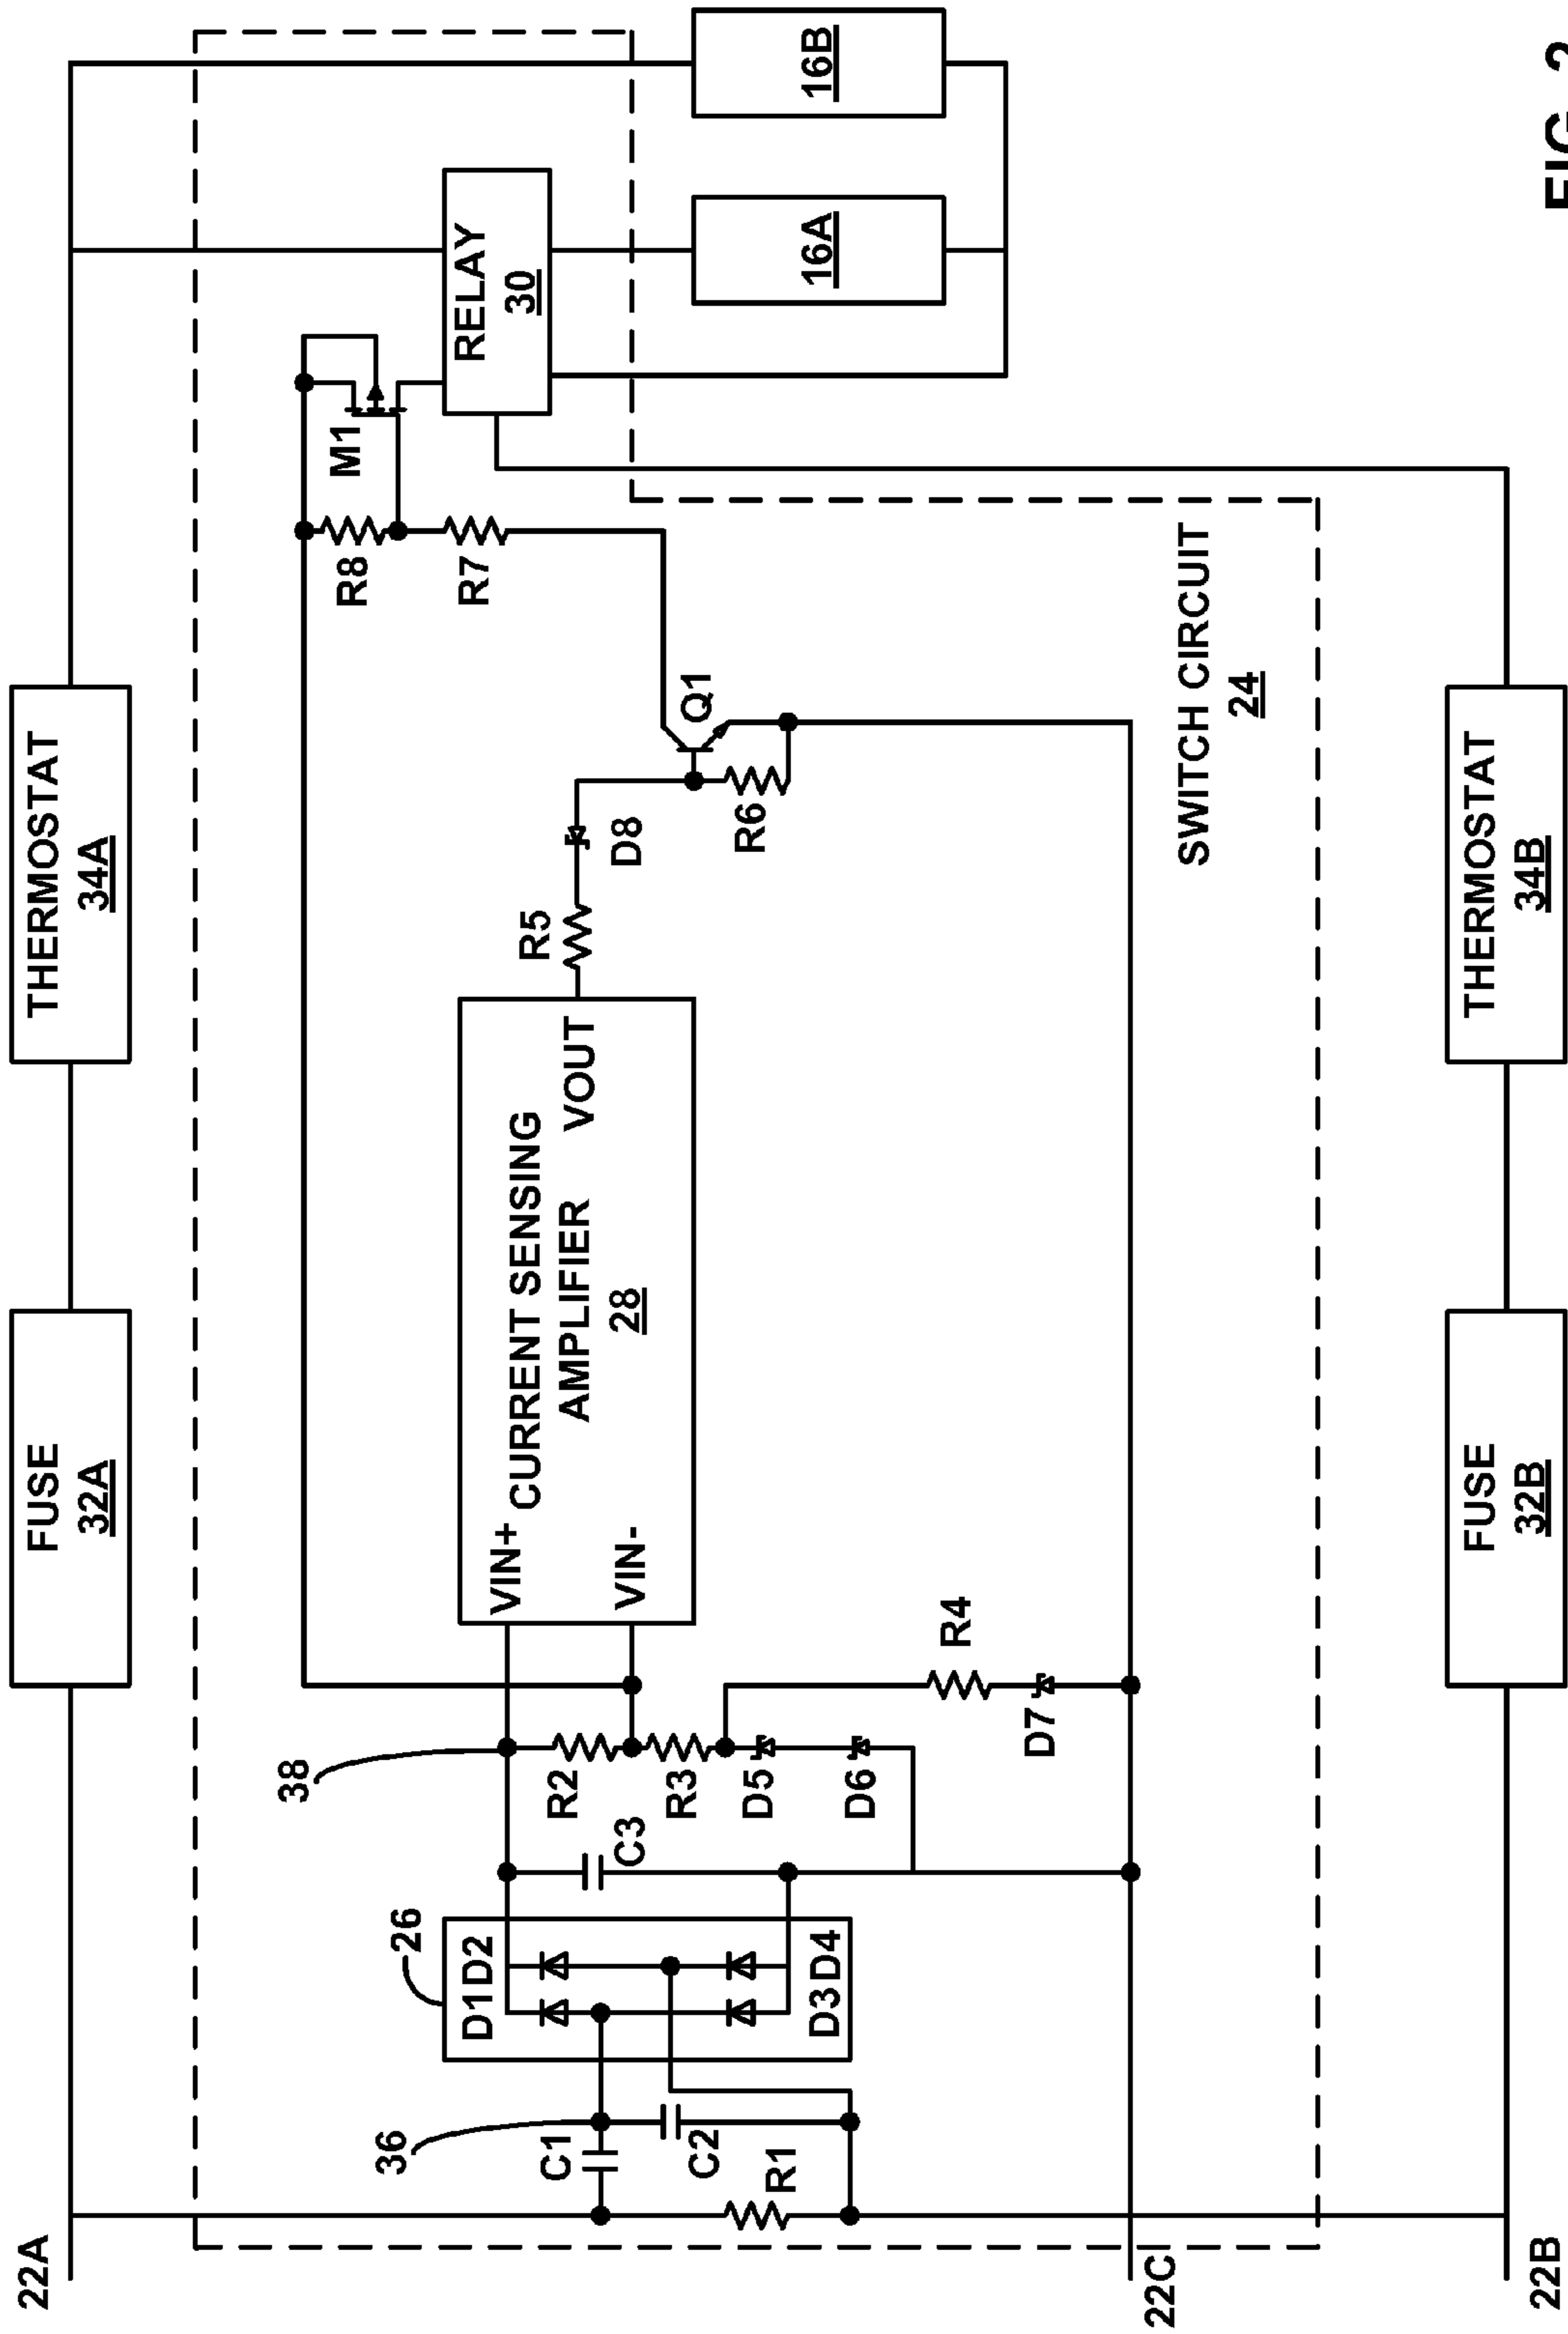 22A
FUSE
32A
THERMOSTAT
34A
36
26
38
C1
C2
R1
D1D2
D3D4
C3
R2
R3
D5
D6
R4
D7
VIN+
VIN-
CURRENT SENSING
AMPLIFIER
28
VOUT
R5
D8
R6
Q1
R7
R8
M1
RELAY
30
16A
16B
22C
SWITCH CIRCUIT
24
22B
FUSE
32B
THERMOSTAT
34B
FIG. 2